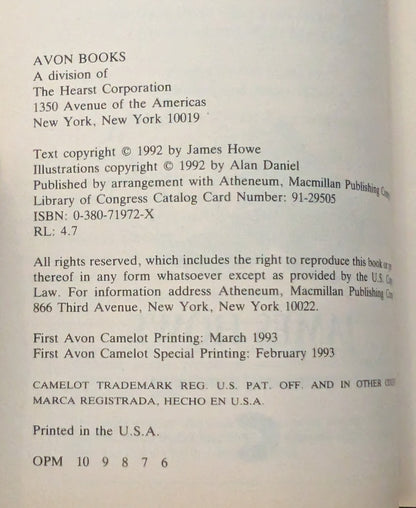 AVON BOOKS
A division of
The Hearst Corporation
1350 Avenue of the Americas
New York, New York 10019
Text copyright © 1992 by James Howe
Illustrations copyright © 1992 by Alan Daniel
Published by arrangement with Atheneum, Macmillan Publishing
Library of Congress Catalog Card Number: 91-29505
ISBN: 0-380-71972-X
RL: 4.7
All rights reserved, which includes the right to reproduce this book or
thereof in any form whatsoever except as provided by the U.S.
Law. For information address Atheneum, Macmillan Publishing
866 Third Avenue, New York, New York 10022.
First Avon Camelot Printing: March 1993
First Avon Camelot Special Printing: February 1993
CAMELOT TRADEMARK REG. U.S. PAT. OFF. AND IN OTHER
MARCA REGISTRADA, HECHO EN U.S.A.
Printed in the U.S.A.
OPM 10 9 8 7 6